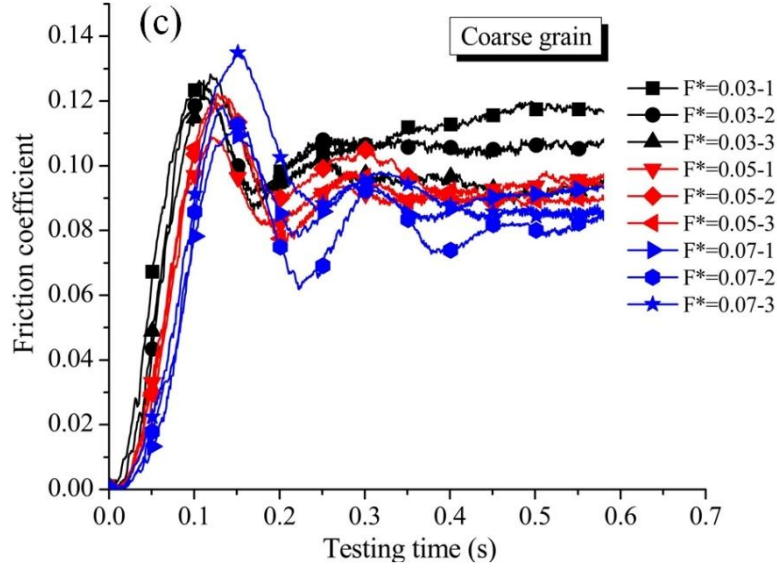 (c)
Coarse grain
0.14
0.12
0.10
0.08
0.06
0.04
0.02
0.00
Friction coefficient
0.0 0.1 0.2 0.3 0.4 0.5 0.6 0.7
Testing time (s)
F*=0.03-1
F*=0.03-2
F*=0.03-3
F*=0.05-1
F*=0.05-2
F*=0.05-3
F*=0.07-1
F*=0.07-2
F*=0.07-3